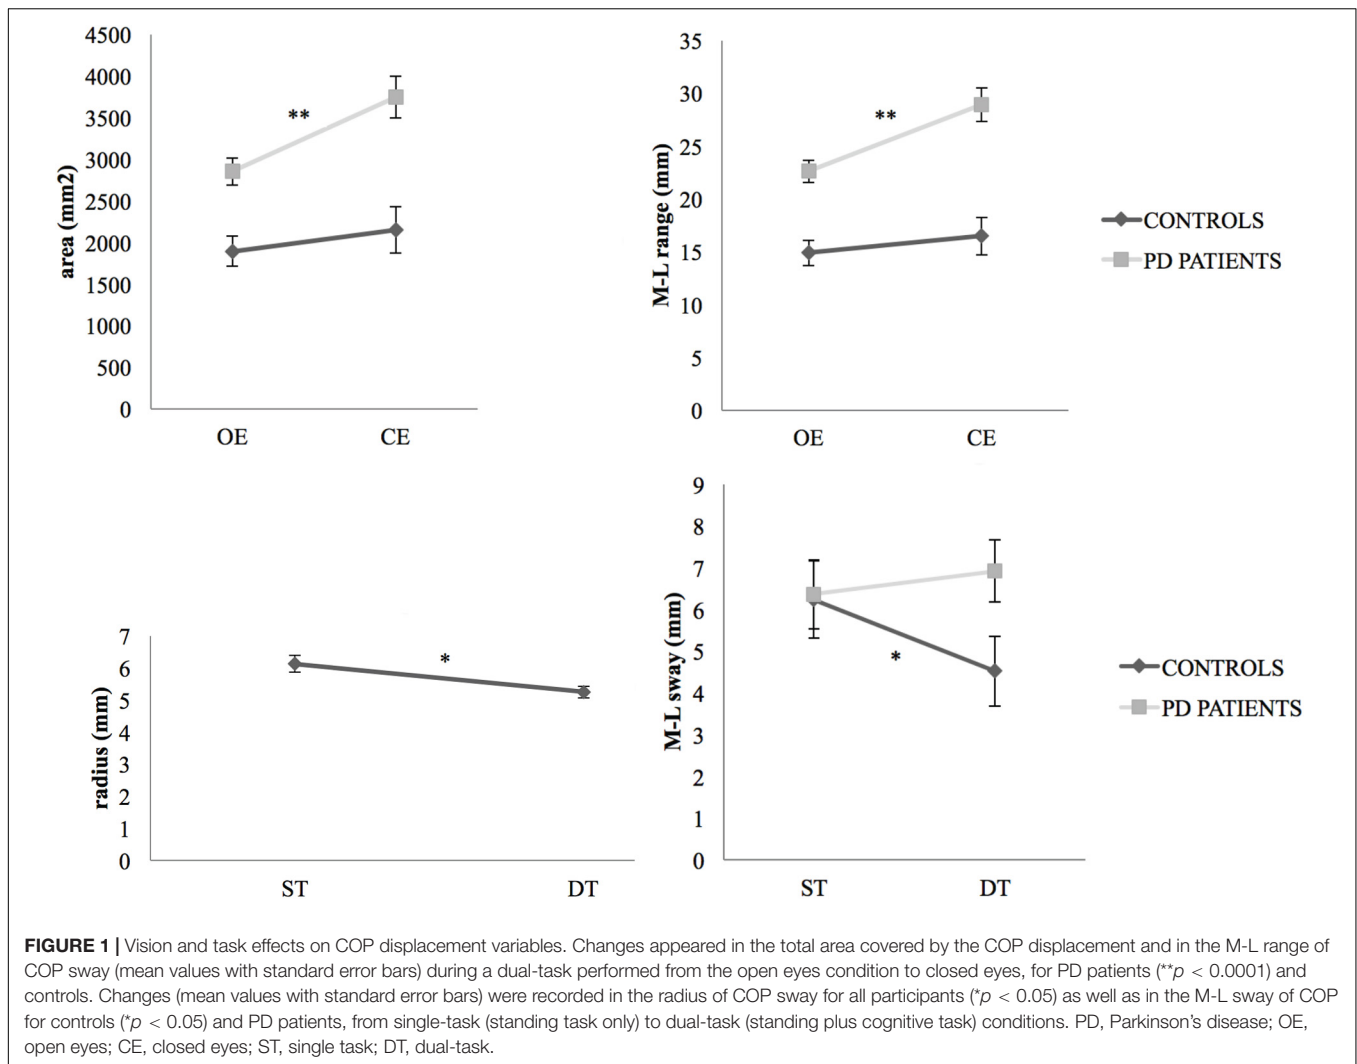 4500
4000
3500
3000
2500
2000
1500
1000
500
0
area (mm2)
**
OE CE
35
30
25
20
15
10
5
0
M-L range (mm)
**
OE CE
CONTROLS
PD PATIENTS
7
6
5
4
3
2
1
0
radius (mm)
*
ST DT
9
8
7
6
5
4
3
2
1
0
M-L sway (mm)
*
ST DT
CONTROLS
PD PATIENTS
FIGURE 1 | Vision and task effects on COP displacement variables. Changes appeared in the total area covered by the COP displacement and in the M-L range of
COP sway (mean values with standard error bars) during a dual-task performed from the open eyes condition to closed eyes, for PD patients (**p < 0.0001) and
controls. Changes (mean values with standard error bars) were recorded in the radius of COP sway for all participants (*p < 0.05) as well as in the M-L sway of COP
for controls (*p < 0.05) and PD patients, from single-task (standing task only) to dual-task (standing plus cognitive task) conditions. PD, Parkinson's disease; OE,
open eyes; CE, closed eyes; ST, single task; DT, dual-task.